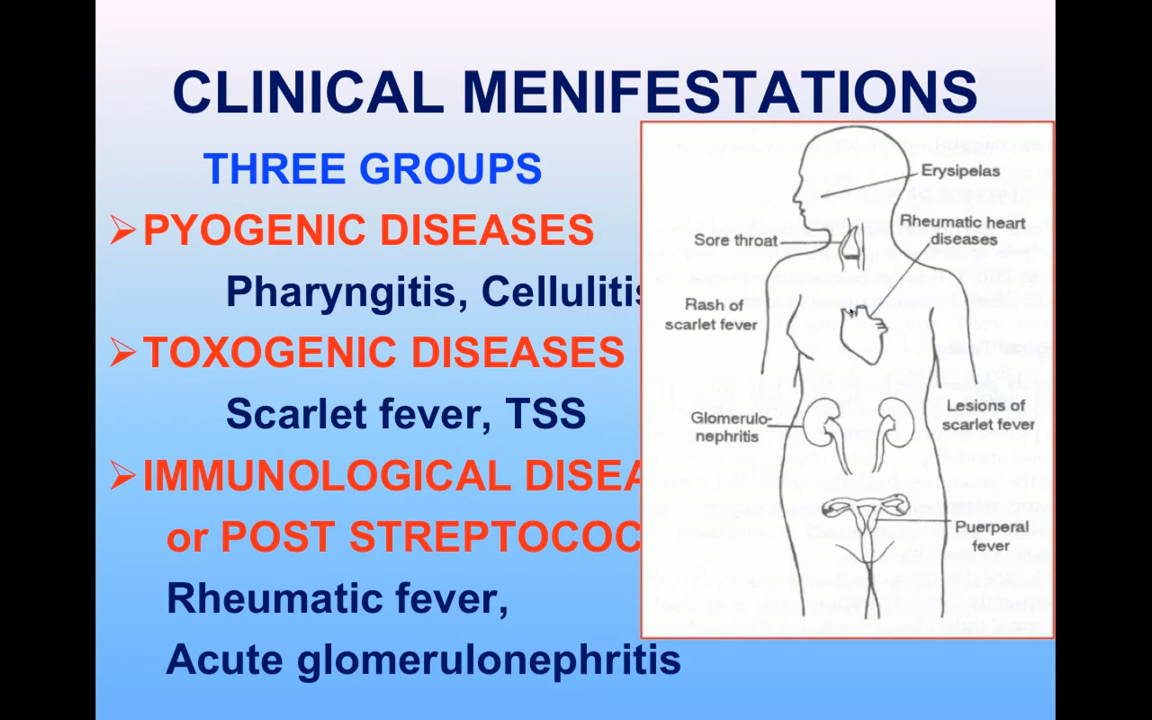 CLINICAL MENIFESTATIONS
THREE GROUPS
PYOGENIC DISEASES
Pharyngitis, Cellulitis
TOXOGENIC DISEASES
Scarlet fever, TSS
IMMUNOLOGICAL
or POST
Rheumatic fever,
Acute glomerulonephritis
Erysipelas
Rheumatic heart
diseases
Sore throat
Rash of
scarlet fever
Glomerulo-
nephritis
Lesions of
scarlet fever
Puerperal
fever